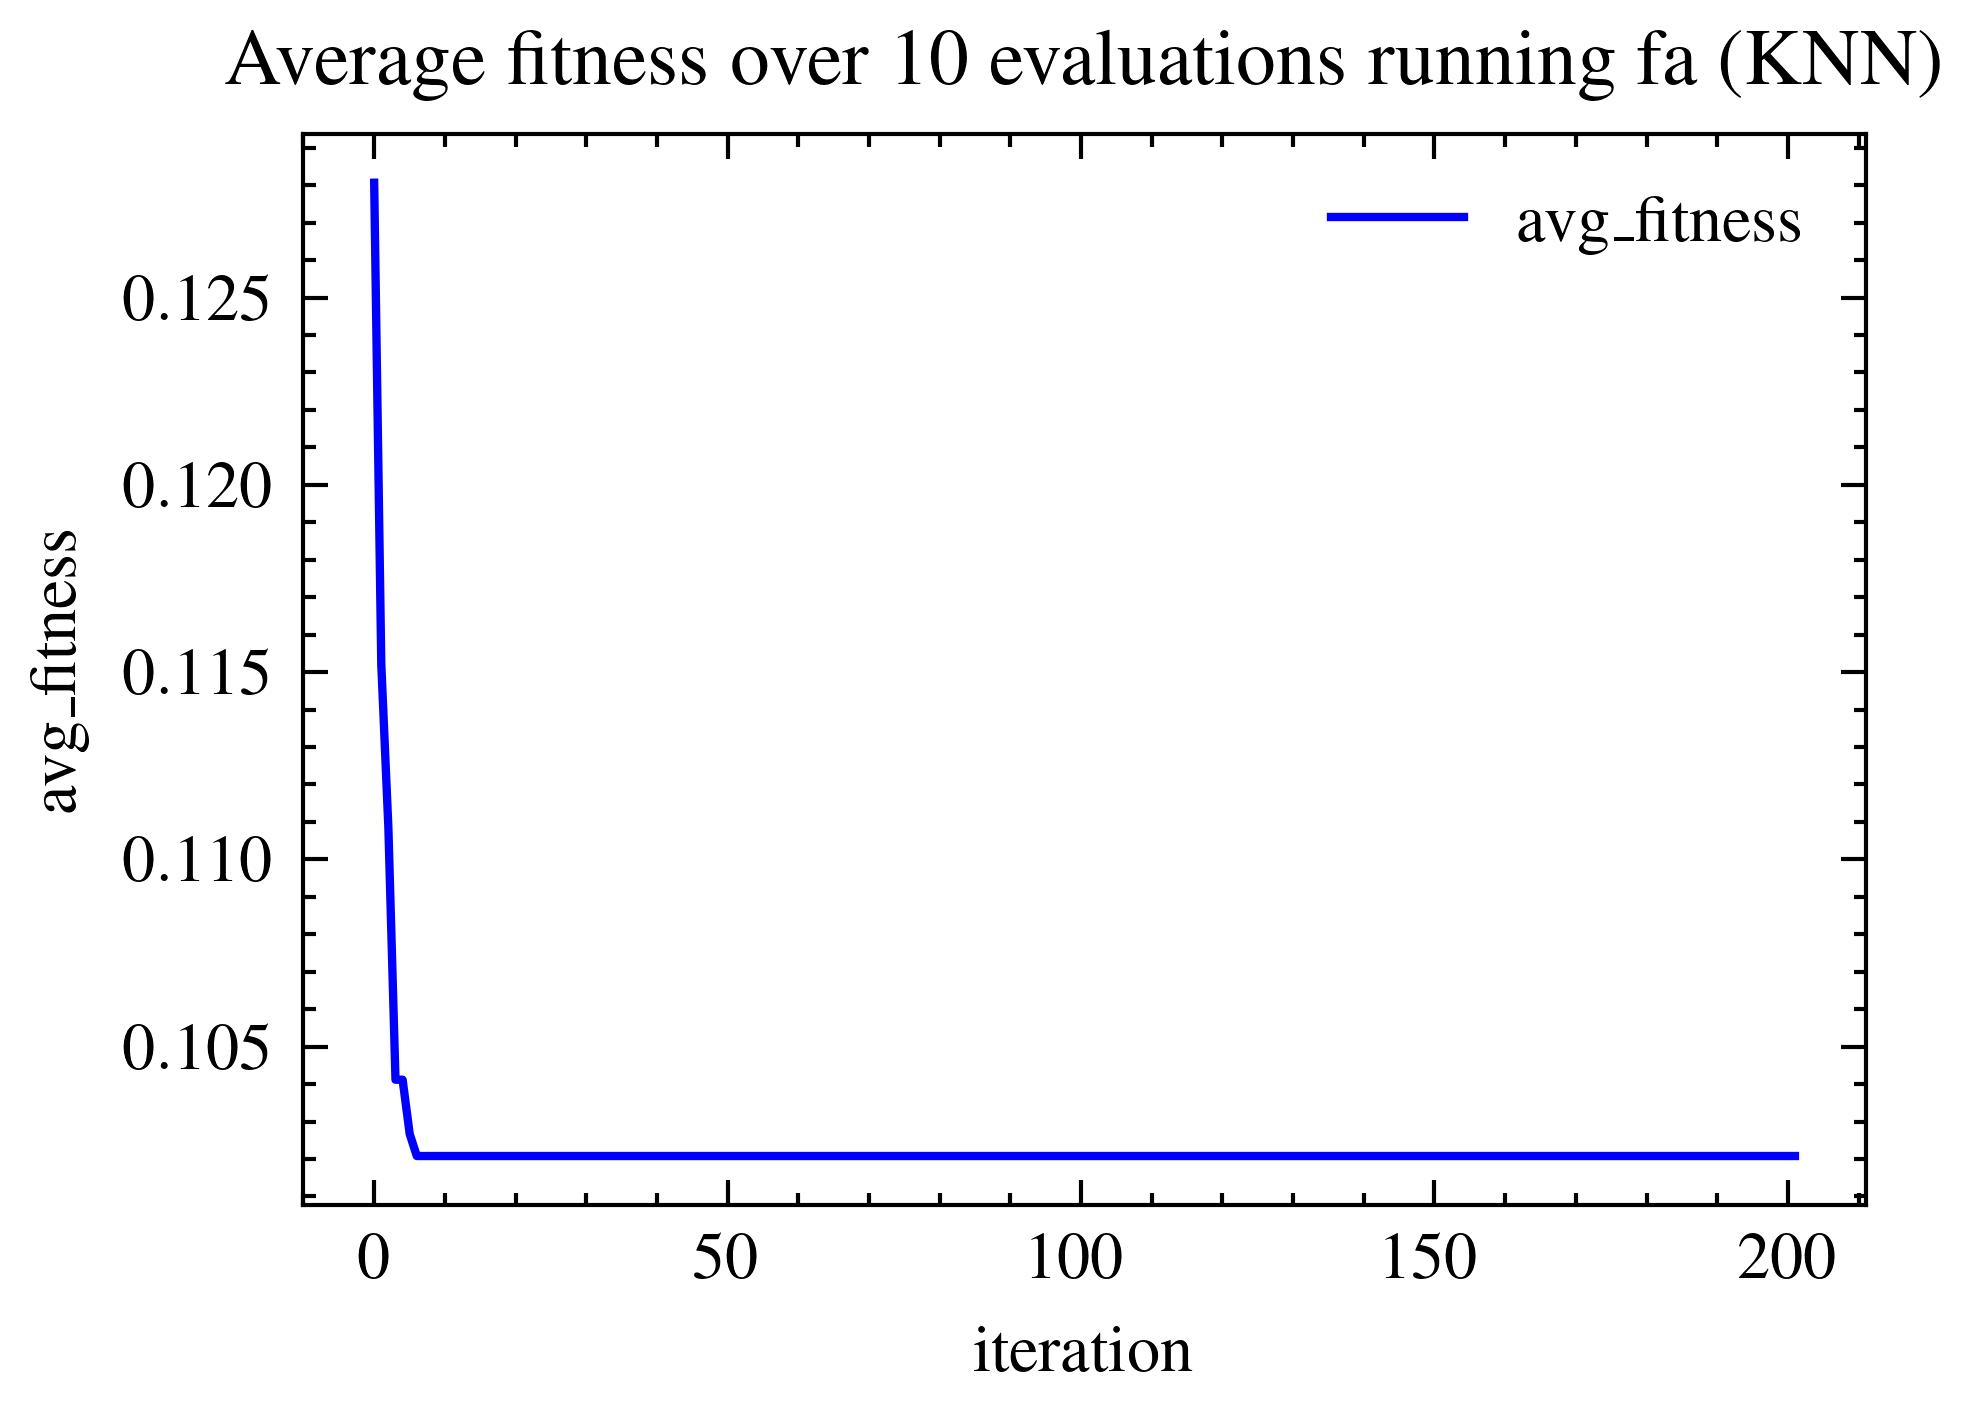 Average fitness over 10 evaluations running fa (KNN)
avg_fitness
0.125
0.120
0.115
0.110
0.105
avg_fitness
0 50 100 150 200
iteration